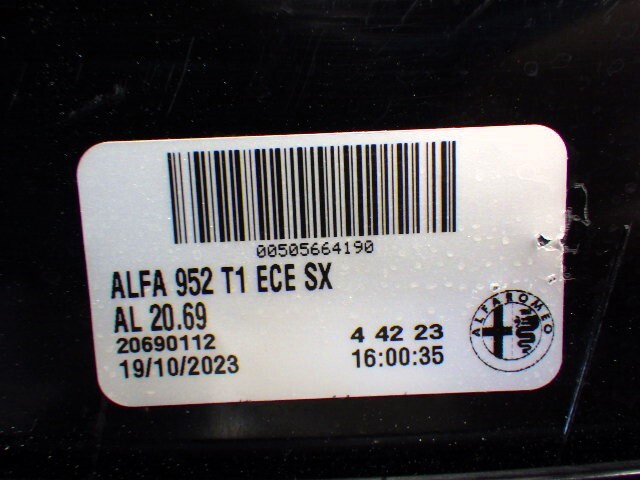 00505664190
ALFA 952 T1 ECE SX
AL 20.69
20690112
4 42 23
19/10/2023
16:00:35
ALFA ROMEO